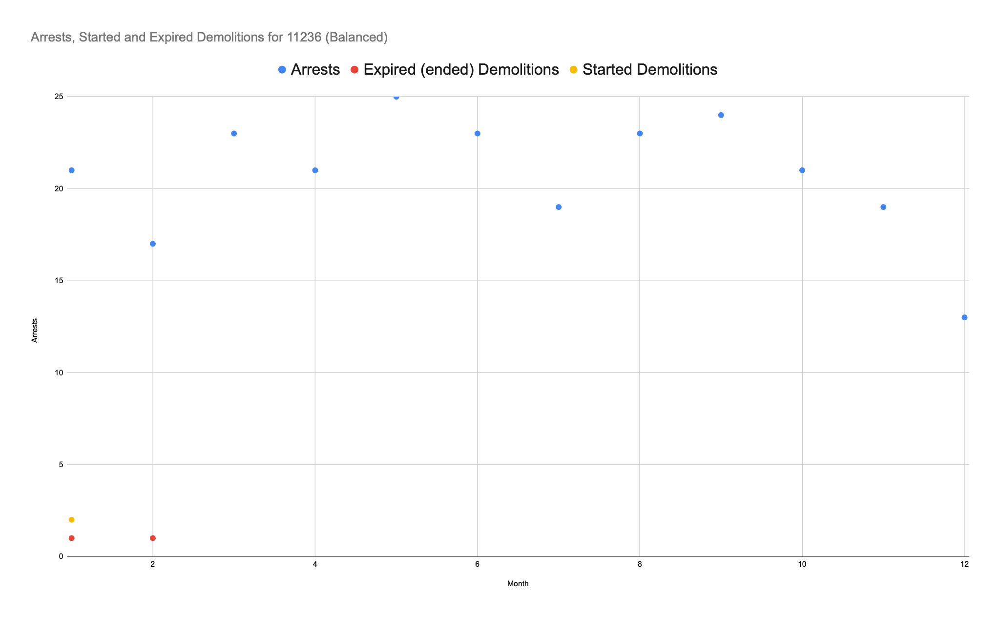 Arrests, Started and Expired Demolitions for 11236 (Balanced)
Arrests Expired (ended) Demolitions Started Demolitions
25
20
15
10
5
0
Arrests
2 4 6 8 10 12
Month